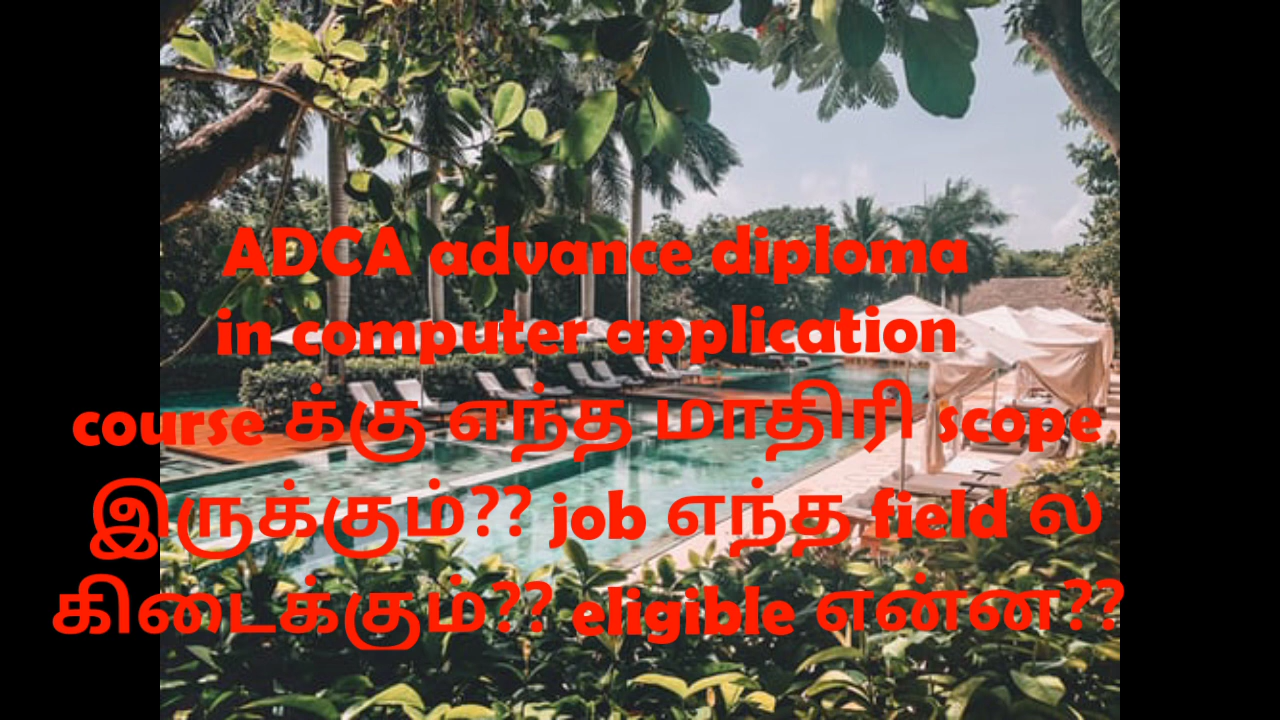 ADCA advance diploma
in computer application
course க்கு எந்த மாதிரி scope
இருக்கும்?? job எந்த field ல
கிடைக்கும்?? eligible என்ன??